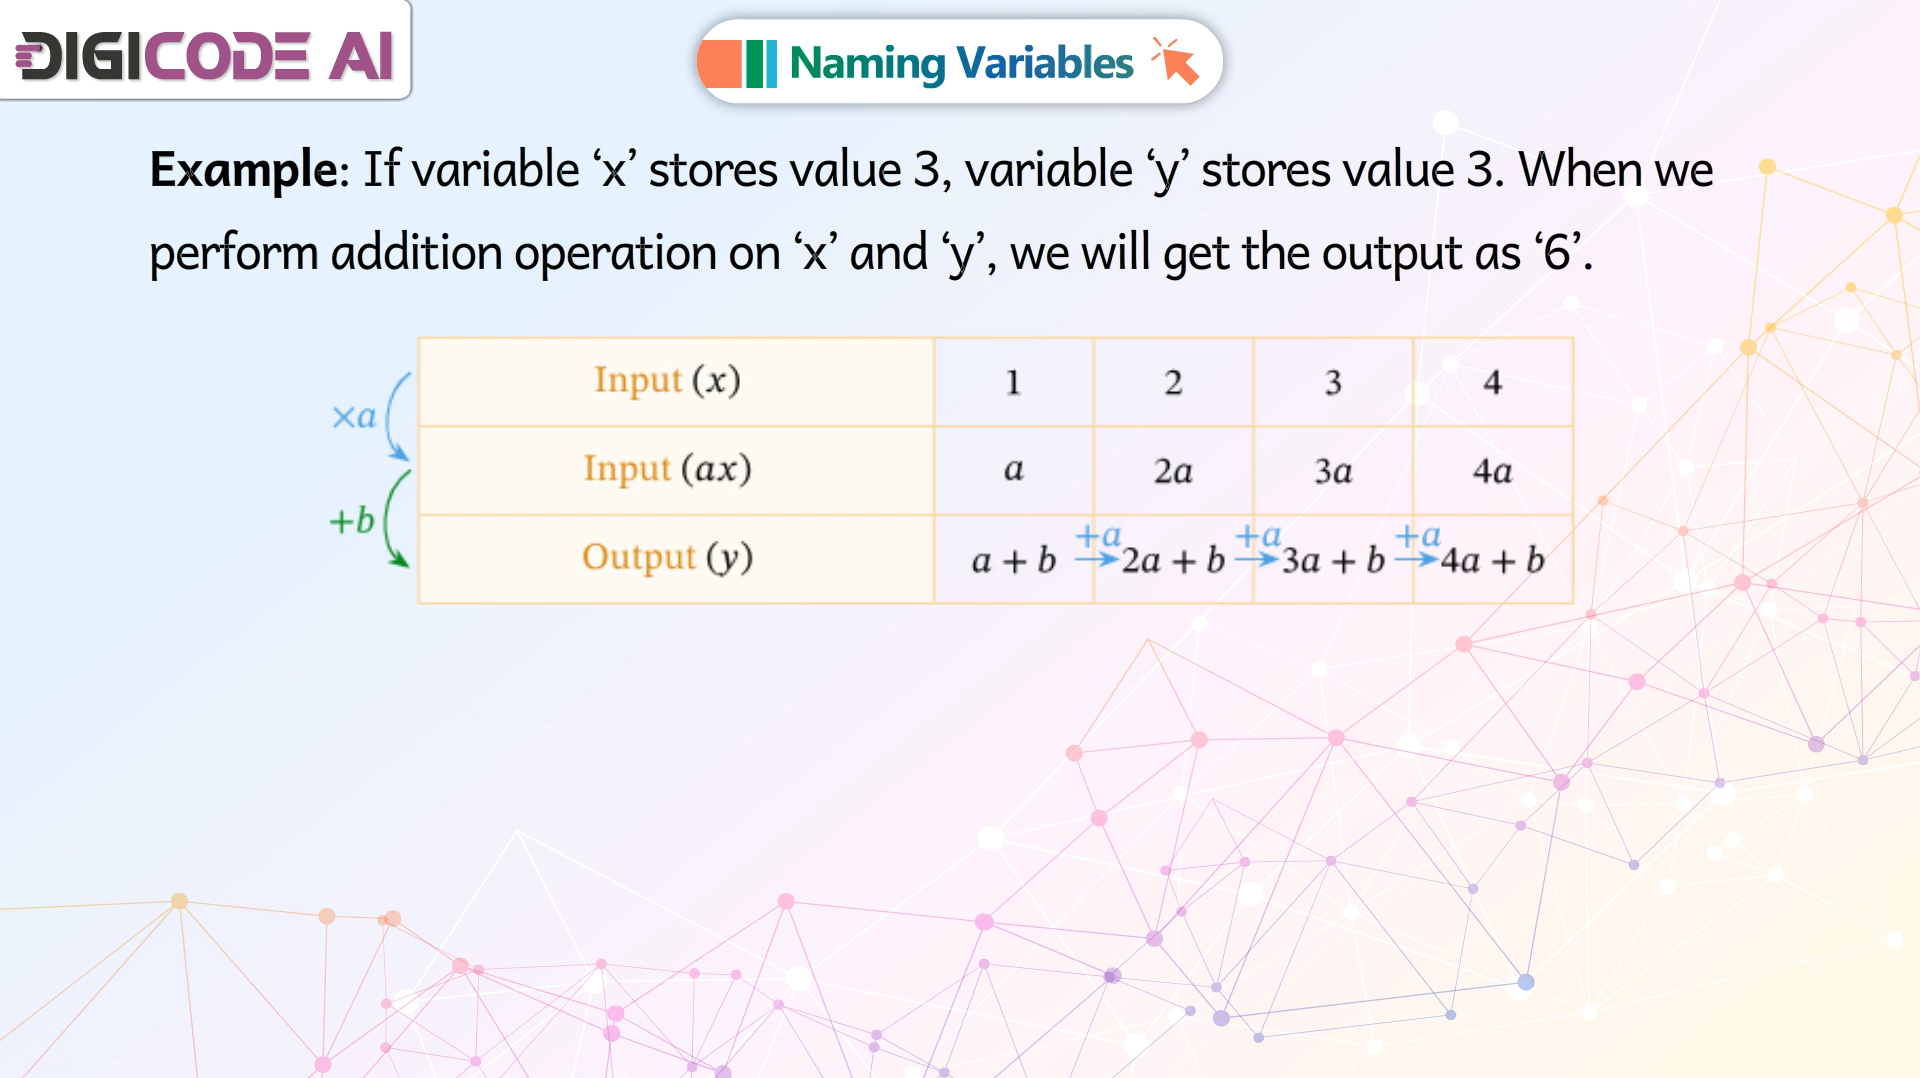 DIGICODE AI
Naming Variables
Example: If variable ‘x’ stores value 3, variable ‘y’ stores value 3. When we
perform addition operation on ‘x’ and ‘y’, we will get the output as ‘6’.
Input (x) 1 2 3 4
×a
Input (ax) a 2a 3a 4a
+b
+a +a +a
Output (y) a + b 2a + b 3a + b 4a + b